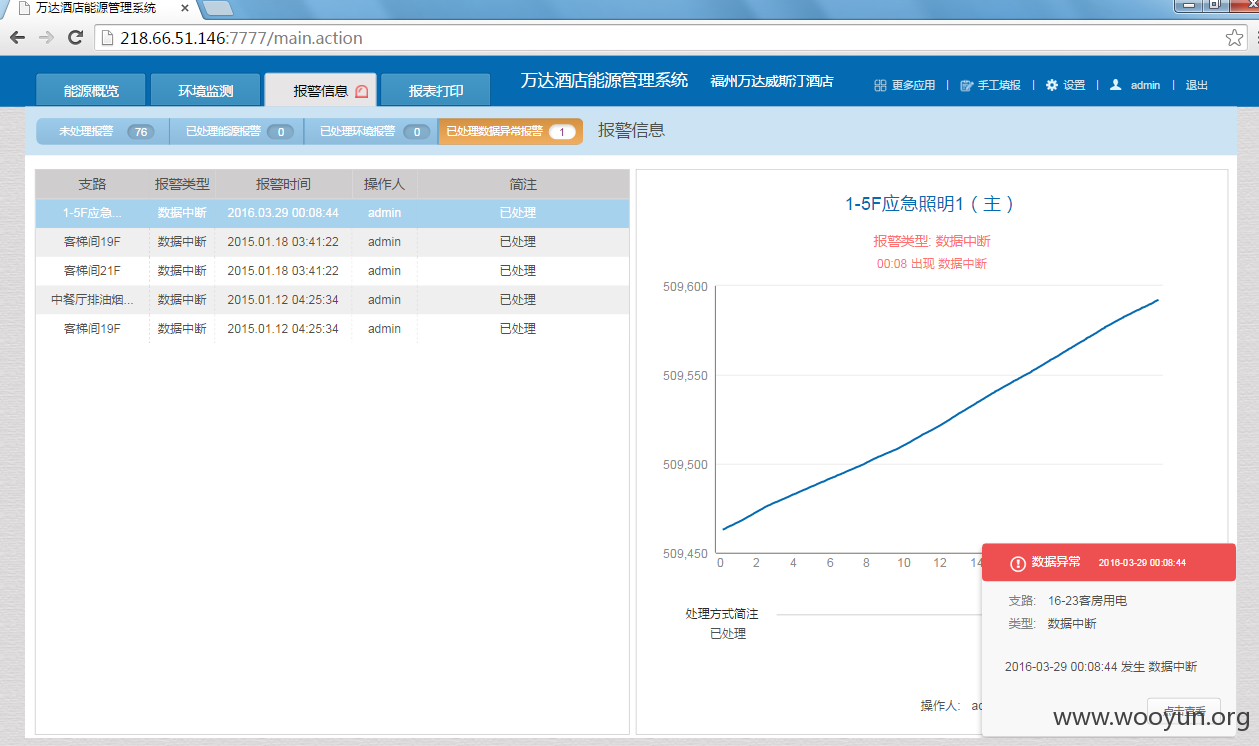 万达酒店能源管理系统
218.66.51.146:7777/main.action
能源概览 环境监测 报警信息 报表打印 万达酒店能源管理系统 福州万达威斯汀酒店 更多应用 | 手工填报 | 设置 | admin | 退出
未处理报警 76 已处理能源报警 0 已处理环境报警 0 已处理数据异常报警 1 报警信息
支路 报警类型 报警时间 操作人 简注
1-5F应急... 数据中断 2016.03.29 00:08:44 admin 已处理
客梯间19F 数据中断 2015.01.18 03:41:22 admin 已处理
客梯间21F 数据中断 2015.01.18 03:41:22 admin 已处理
中餐厅排油烟... 数据中断 2015.01.12 04:25:34 admin 已处理
客梯间19F 数据中断 2015.01.12 04:25:34 admin 已处理
1-5F应急照明1（主）
报警类型: 数据中断
00:08 出现 数据中断
509,600
509,550
509,500
509,450
0 2 4 6 8 10 12 14
处理方式简注
已处理
操作人:
数据异常 2016-03-29 00:08:44
支路: 16-23客房用电
类型: 数据中断
2016-03-29 00:08:44 发生 数据中断
点击查看
www.wooyun.org